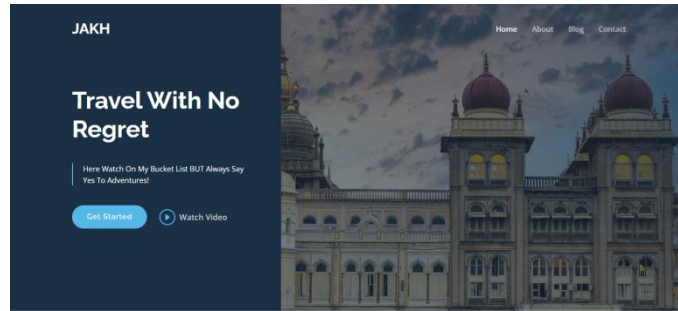 JAKH
Home About Blog Contact
Travel With No
Regret
Here Watch On My Bucket List BUT Always Say
Yes To Adventures!
Get Started
Watch Video